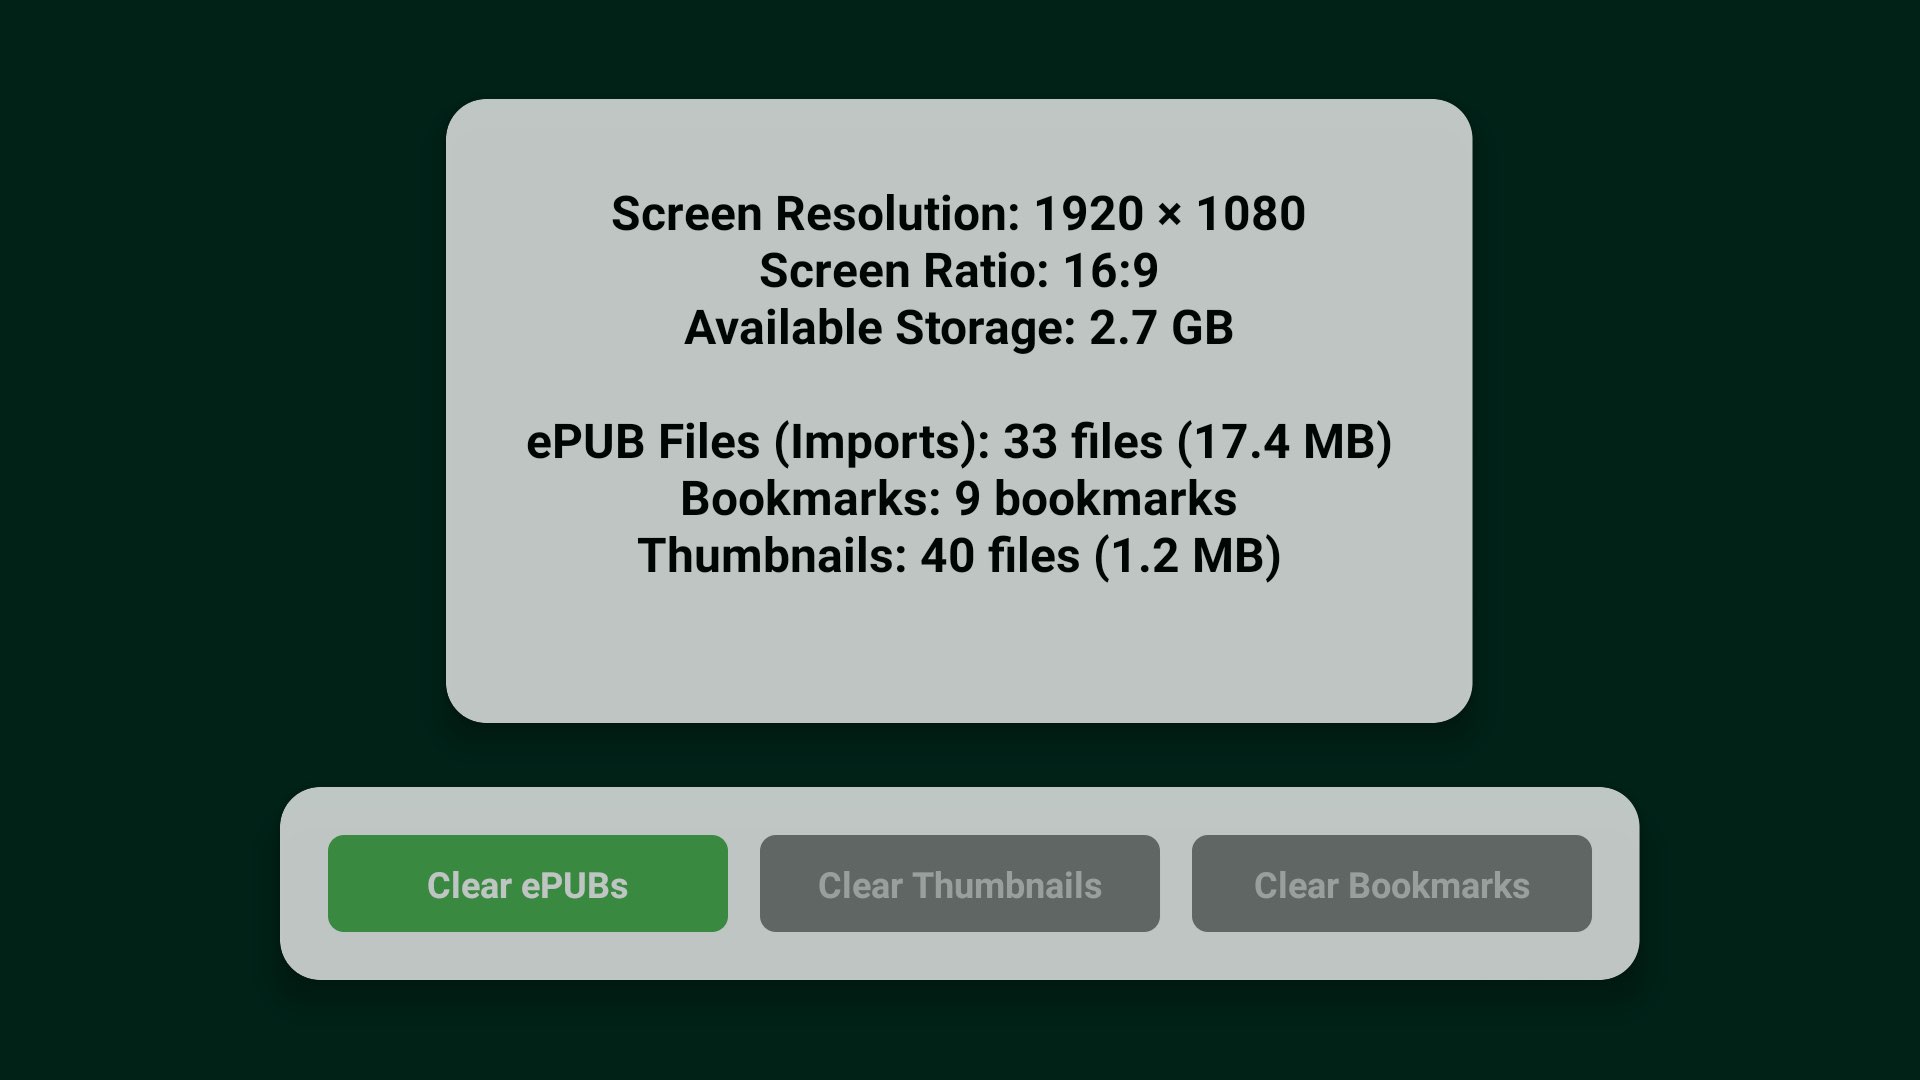 Screen Resolution: 1920 × 1080
Screen Ratio: 16:9
Available Storage: 2.7 GB
ePUB Files (Imports): 33 files (17.4 MB)
Bookmarks: 9 bookmarks
Thumbnails: 40 files (1.2 MB)
Clear ePUBs
Clear Thumbnails
Clear Bookmarks